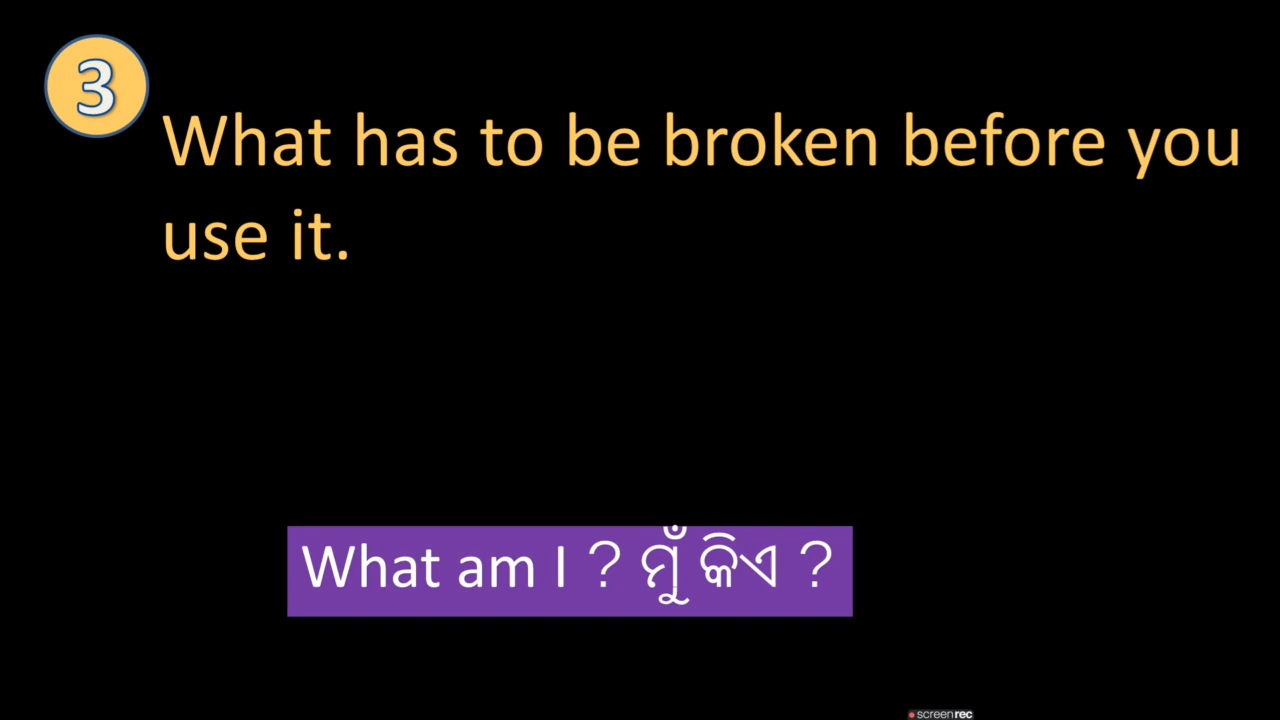 3
What has to be broken before you
use it.
What am I ? ମୁଁ କିଏ ?
screenrec